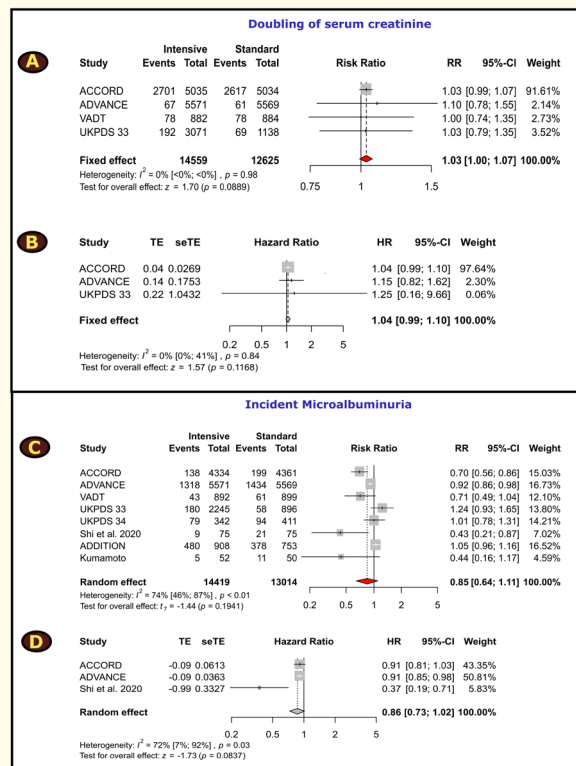 Doubling of serum creatinine
A
Intensive Standard
Study Events Total Events Total Risk Ratio RR 95%-CI Weight
ACCORD 2701 5035 2617 5034 1.03 [0.99; 1.07] 91.61%
ADVANCE 67 5571 61 5569 1.10 [0.78; 1.55] 2.14%
VADT 78 882 78 884 1.00 [0.74; 1.35] 2.73%
UKPDS 33 192 3071 69 1138 1.03 [0.79; 1.35] 3.52%
Fixed effect 14559 12625 1.03 [1.00; 1.07] 100.00%
Heterogeneity: I² = 0% [<0%; <0%] , p = 0.98
Test for overall effect: z = 1.70 (p = 0.0889)
0.75 1 1.5
B
Study TE seTE Hazard Ratio HR 95%-CI Weight
ACCORD 0.04 0.0269 1.04 [0.99; 1.10] 97.64%
ADVANCE 0.14 0.1753 1.15 [0.82; 1.62] 2.30%
UKPDS 33 0.22 1.0432 1.25 [0.16; 9.66] 0.06%
Fixed effect 1.04 [0.99; 1.10] 100.00%
0.2 0.5 1 2 5
Heterogeneity: I² = 0% [0%; 41%] , p = 0.84
Test for overall effect: z = 1.57 (p = 0.1168)
Incident Microalbuminuria
C
Intensive Standard
Study Events Total Events Total Risk Ratio RR 95%-CI Weight
ACCORD 138 4334 199 4361 0.70 [0.56; 0.86] 15.03%
ADVANCE 1318 5571 1434 5569 0.92 [0.86; 0.98] 16.73%
VADT 43 892 61 899 0.71 [0.49; 1.04] 12.10%
UKPDS 33 180 2245 58 896 1.24 [0.93; 1.65] 13.80%
UKPDS 34 79 342 94 411 1.01 [0.78; 1.31] 14.21%
Shi et al. 2020 9 75 21 75 0.43 [0.21; 0.87] 7.02%
ADDITION 480 908 378 753 1.05 [0.96; 1.16] 16.52%
Kumamoto 5 52 11 50 0.44 [0.16; 1.17] 4.59%
Random effect 14419 13014 0.85 [0.64; 1.11] 100.00%
Heterogeneity: I² = 74% [46%; 87%] , p < 0.01
Test for overall effect: t₇ = -1.44 (p = 0.1941)
0.2 0.5 1 2 5
D
Study TE seTE Hazard Ratio HR 95%-CI Weight
ACCORD -0.09 0.0613 0.91 [0.81; 1.03] 43.35%
ADVANCE -0.09 0.0363 0.91 [0.85; 0.98] 50.81%
Shi et al. 2020 -0.99 0.3327 0.37 [0.19; 0.71] 5.83%
Random effect 0.86 [0.73; 1.02] 100.00%
0.2 0.5 1 2 5
Heterogeneity: I² = 72% [7%; 92%] , p = 0.03
Test for overall effect: z = -1.73 (p = 0.0837)